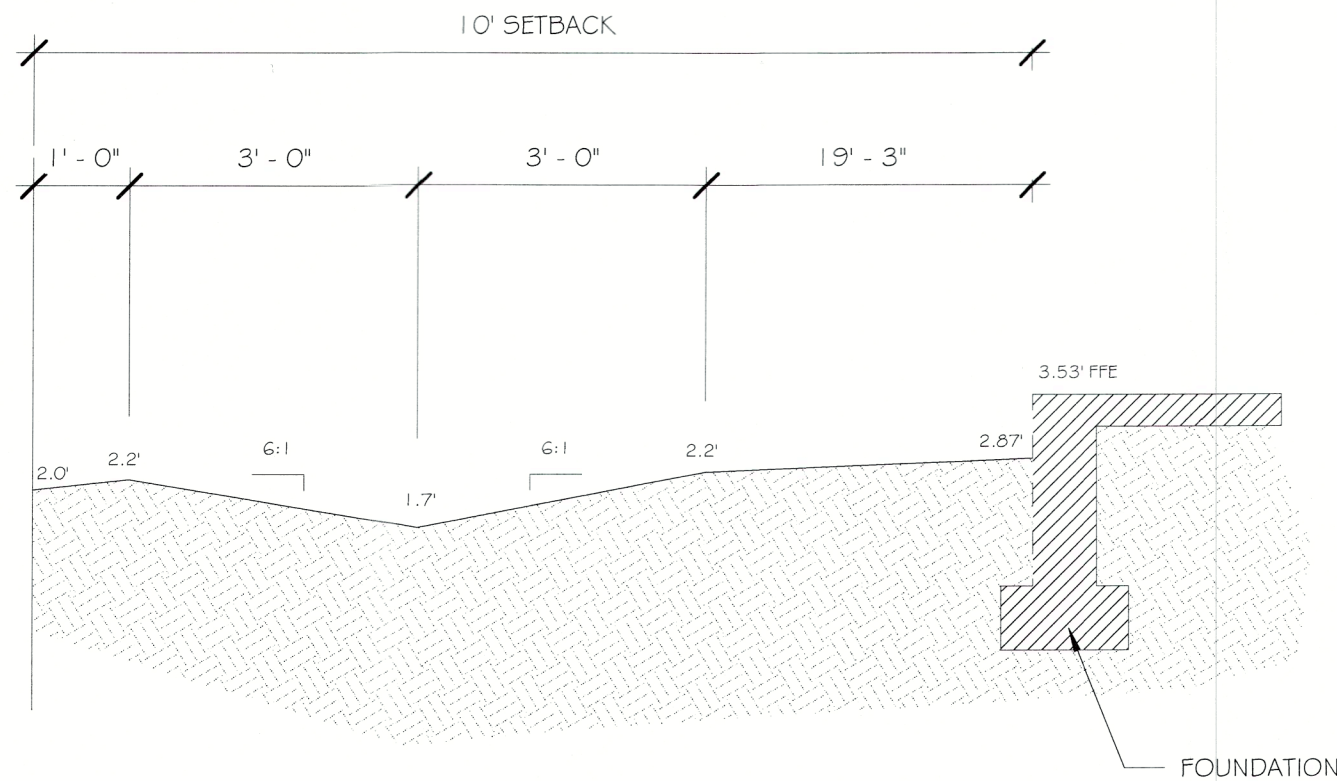 10' SETBACK
1' - 0" 3' - 0" 3' - 0" 19' - 3"
3.53' FFE
2.0' 2.2' 6:1 1.7' 6:1 2.2' 2.87'
FOUNDATION